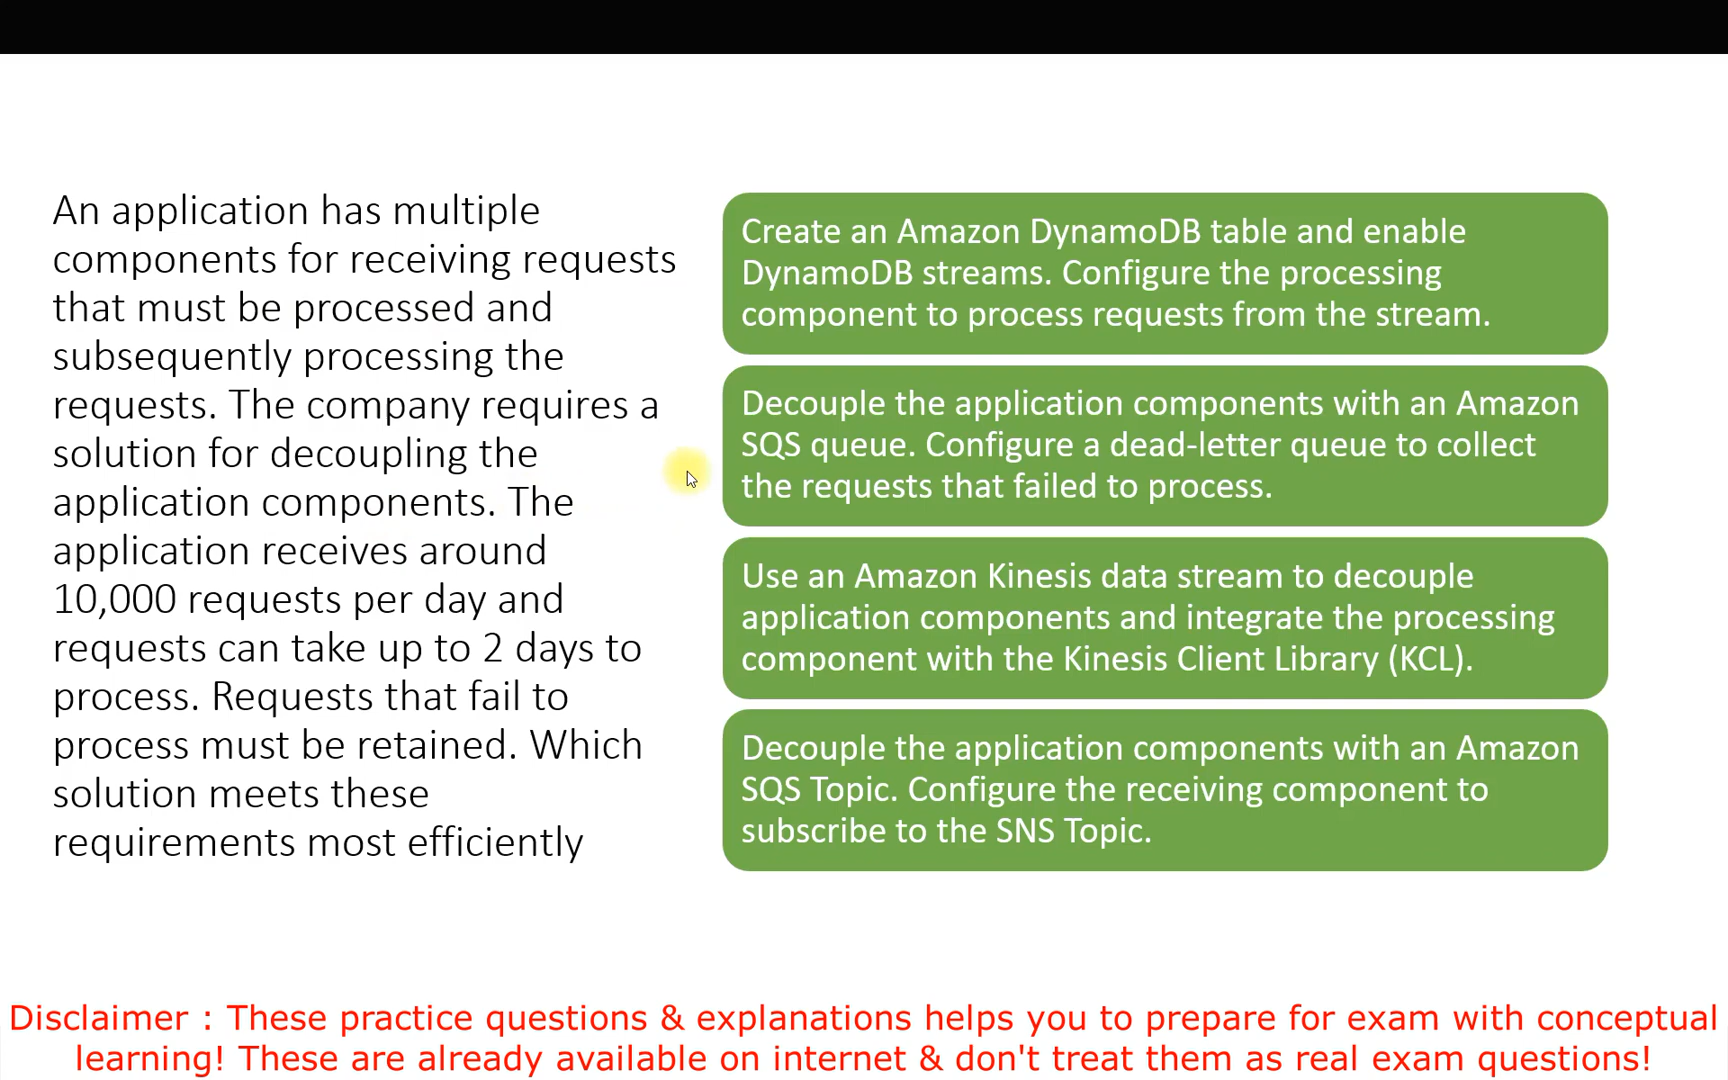 An application has multiple
components for receiving requests
that must be processed and
subsequently processing the
requests. The company requires a
solution for decoupling the
application components. The
application receives around
10,000 requests per day and
requests can take up to 2 days to
process. Requests that fail to
process must be retained. Which
solution meets these
requirements most efficiently
Create an Amazon DynamoDB table and enable
DynamoDB streams. Configure the processing
component to process requests from the stream.
Decouple the application components with an Amazon
SQS queue. Configure a dead-letter queue to collect
the requests that failed to process.
Use an Amazon Kinesis data stream to decouple
application components and integrate the processing
component with the Kinesis Client Library (KCL).
Decouple the application components with an Amazon
SQS Topic. Configure the receiving component to
subscribe to the SNS Topic.
Disclaimer : These practice questions & explanations helps you to prepare for exam with conceptual
learning! These are already available on internet & don't treat them as real exam questions!